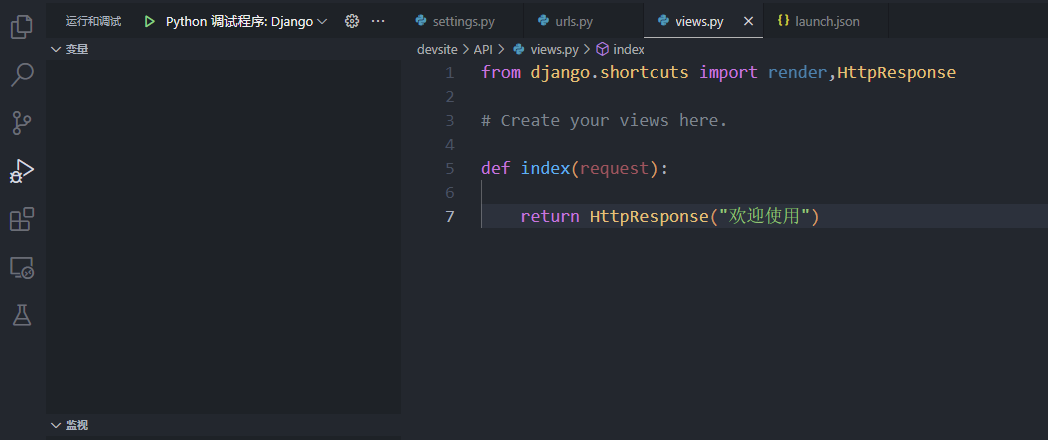 运行和调试 Python 调试程序: Django ···
变量
监视
settings.py urls.py views.py launch.json
devsite > API > views.py > index
1 from django.shortcuts import render,HttpResponse
2
3 # Create your views here.
4
5 def index(request):
6
7 return HttpResponse("欢迎使用")